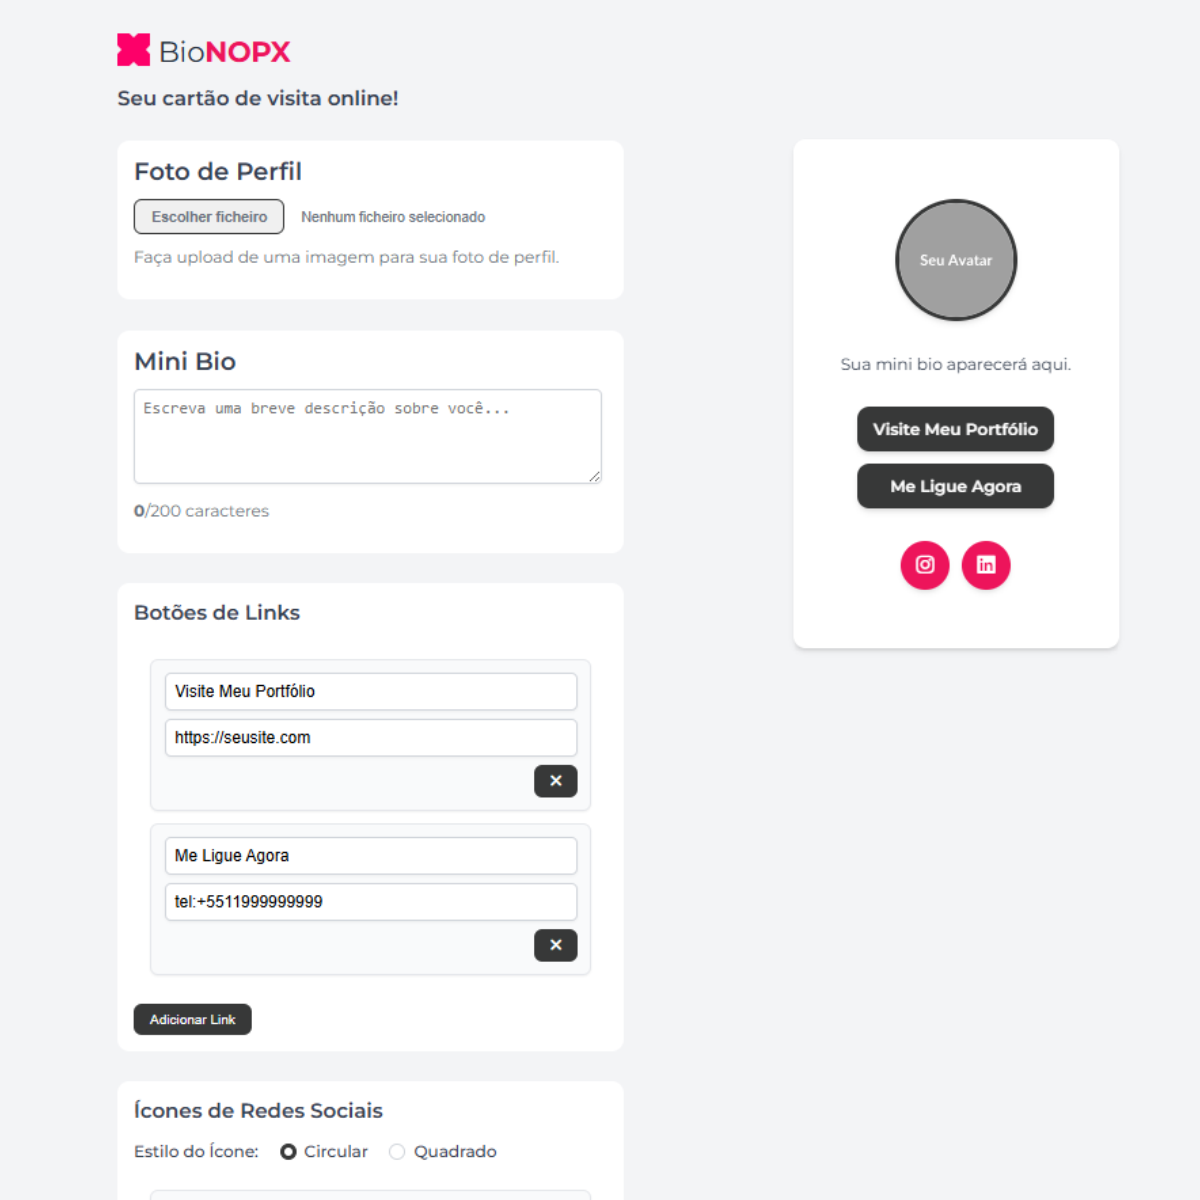 BioNOPX
Seu cartão de visita online!
Foto de Perfil
Escolher ficheiro Nenhum ficheiro selecionado
Faça upload de uma imagem para sua foto de perfil.
Mini Bio
Escreva uma breve descrição sobre você...
0/200 caracteres
Botões de Links
Visite Meu Portfólio
https://seusite.com
Me Ligue Agora
tel:+5511999999999
Adicionar Link
Ícones de Redes Sociais
Estilo do Ícone: Circular Quadrado
Seu Avatar
Sua mini bio aparecerá aqui.
Visite Meu Portfólio
Me Ligue Agora
in